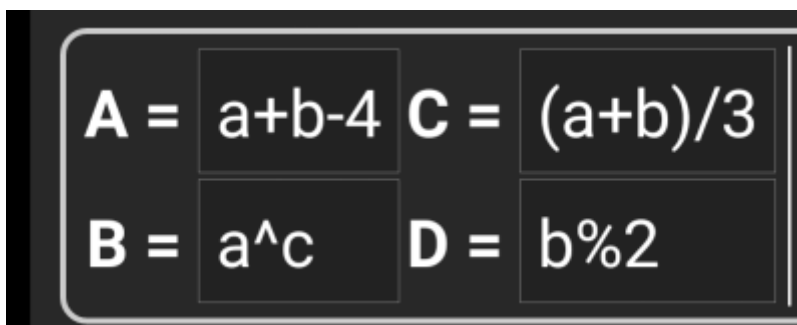 A = a+b-4 C = (a+b)/3
B = a^c D = b%2